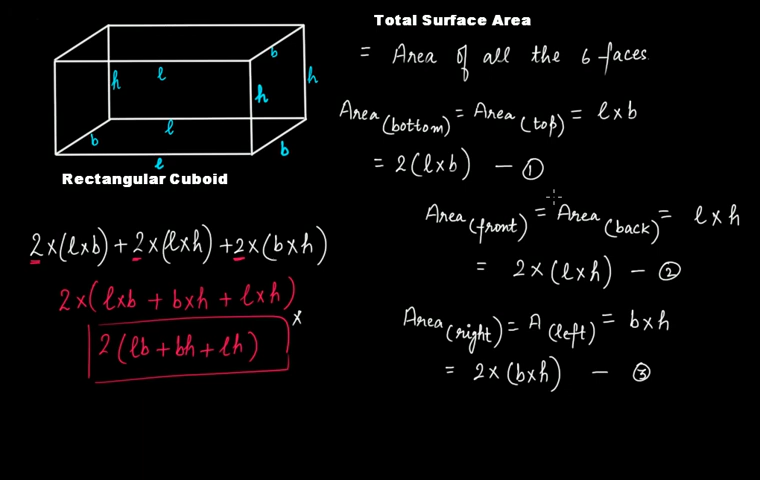 Total Surface Area
= Area of all the 6 faces.
b
l
h
h
h
Area (bottom) = Area (top) = l×b
l
b
b
l
= 2(l×b) — ①
Rectangular Cuboid
Area (front) = Area (back) = l×h
2×(l×b) + 2×(l×h) + 2×(b×h)
= 2×(l×h) — ②
2×(l×b + b×h + l×h)
x
Area (right) = A (left) = b×h
2(lb + bh + lh)
= 2×(b×h) — ③